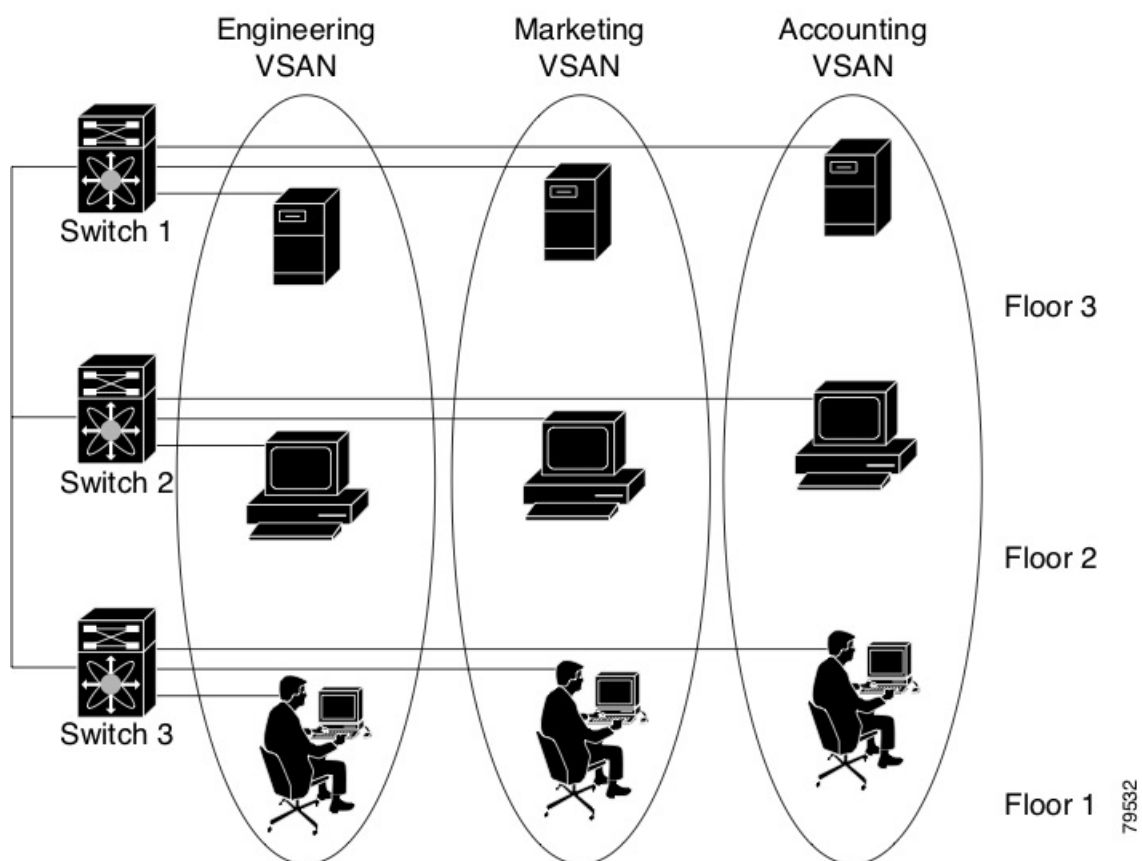 Engineering
VSAN
Marketing
VSAN
Accounting
VSAN
Switch 1
Floor 3
Switch 2
Floor 2
Switch 3
Floor 1
79532